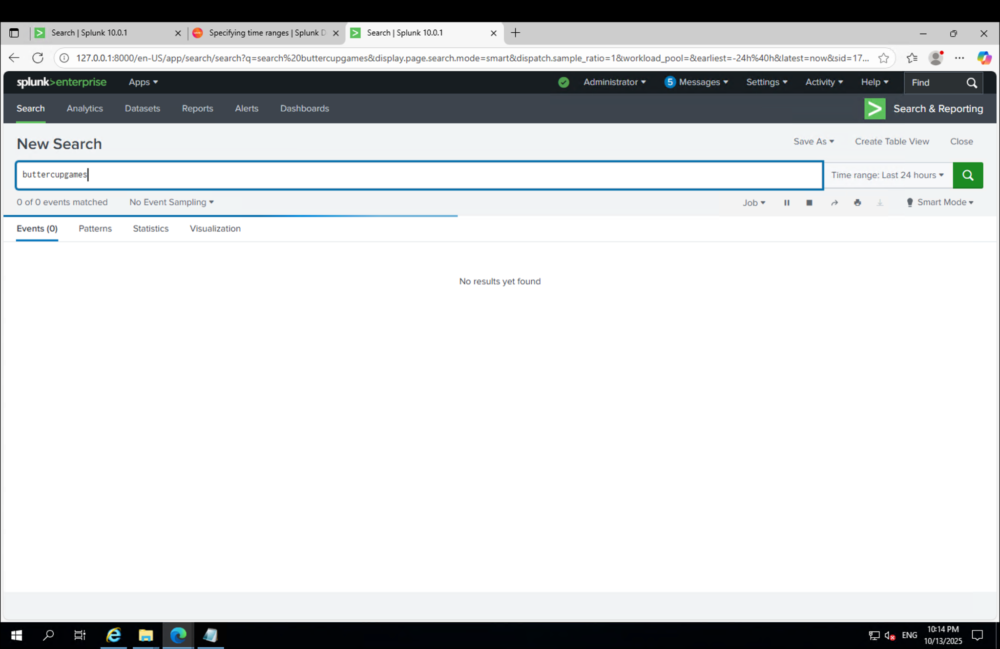 Search | Splunk 10.0.1
Specifying time ranges | Splunk D
Search | Splunk 10.0.1
127.0.0.1:8000/en-US/app/search/search?q=search%20buttercupgames&display.page.search.mode=smart&dispatch.sample_ratio=1&workload_pool=&earliest=-24h%40h&latest=now&sid=17...
splunk>enterprise Apps Administrator 5 Messages Settings Activity Help Find
Search Analytics Datasets Reports Alerts Dashboards > Search & Reporting
New Search Save As Create Table View Close
buttercupgames Time range: Last 24 hours
0 of 0 events matched No Event Sampling Job Smart Mode
Events (0) Patterns Statistics Visualization
No results yet found
ENG 10:14 PM
10/13/2025